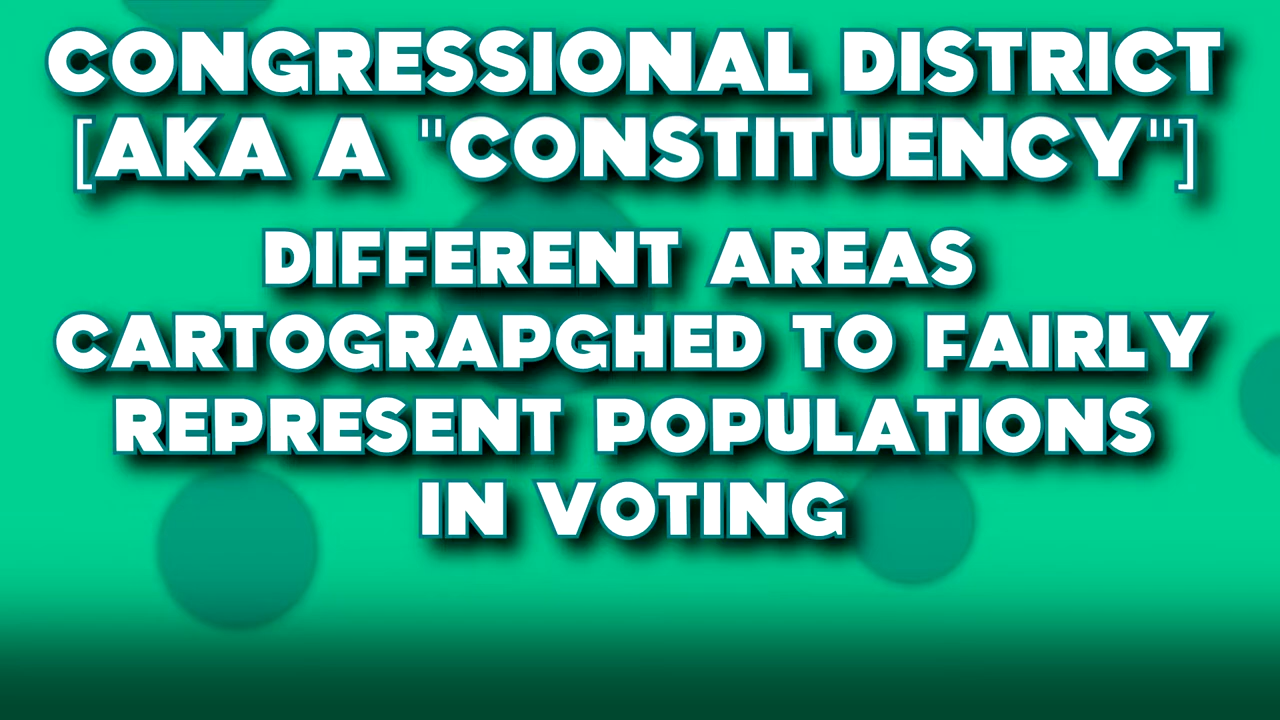 CONGRESSIONAL DISTRICT
[AKA A "CONSTITUENCY"]
DIFFERENT AREAS
CARTOGRAPGHED TO FAIRLY
REPRESENT POPULATIONS
IN VOTING